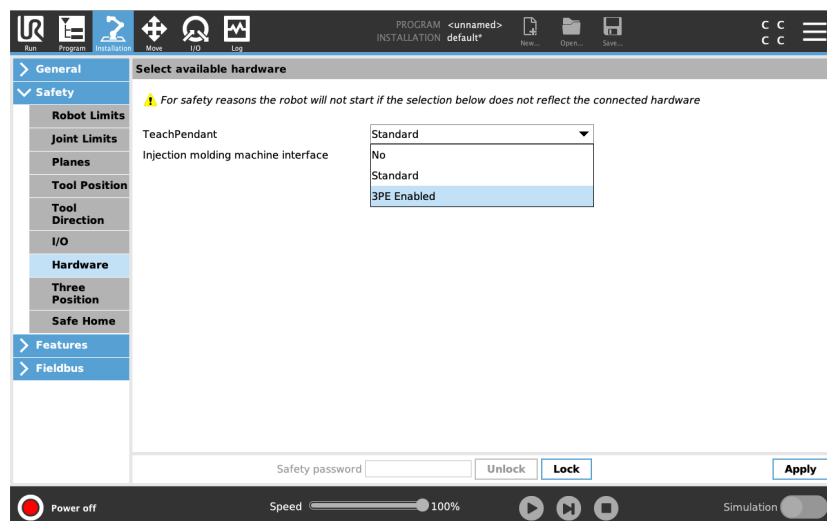 UR
Run
Program
Installation
Move
I/O
Log
PROGRAM <unnamed>
INSTALLATION default*
New...
Open...
Save...
C C
C C
General
Safety
Robot Limits
Joint Limits
Planes
Tool Position
Tool
Direction
I/O
Hardware
Three
Position
Safe Home
Features
Fieldbus
Select available hardware
For safety reasons the robot will not start if the selection below does not reflect the connected hardware
TeachPendant Standard
Injection molding machine interface No
Standard
3PE Enabled
Safety password Unlock Lock Apply
Power off Speed 100% Simulation